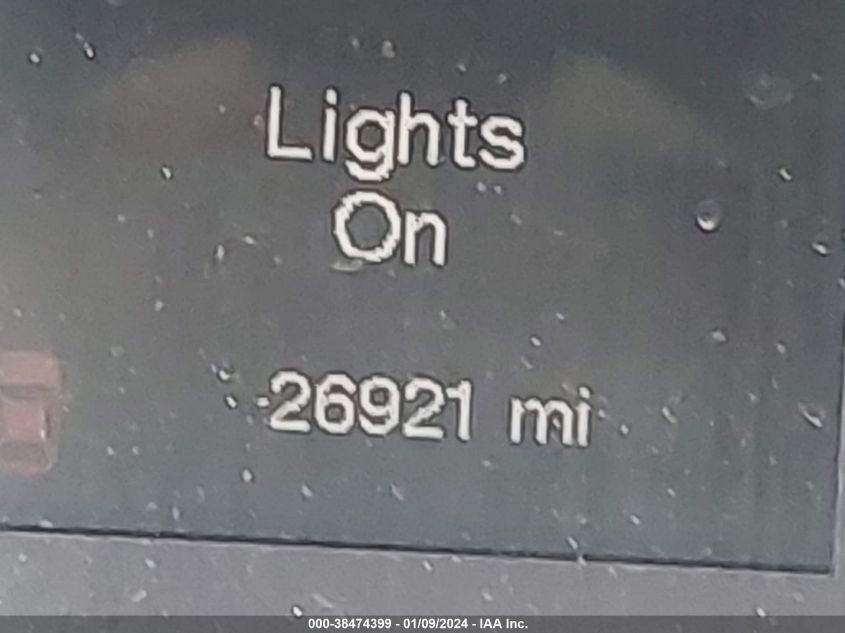 Lights
On
26921 mi
000-38474399 - 01/09/2024 - IAA Inc.